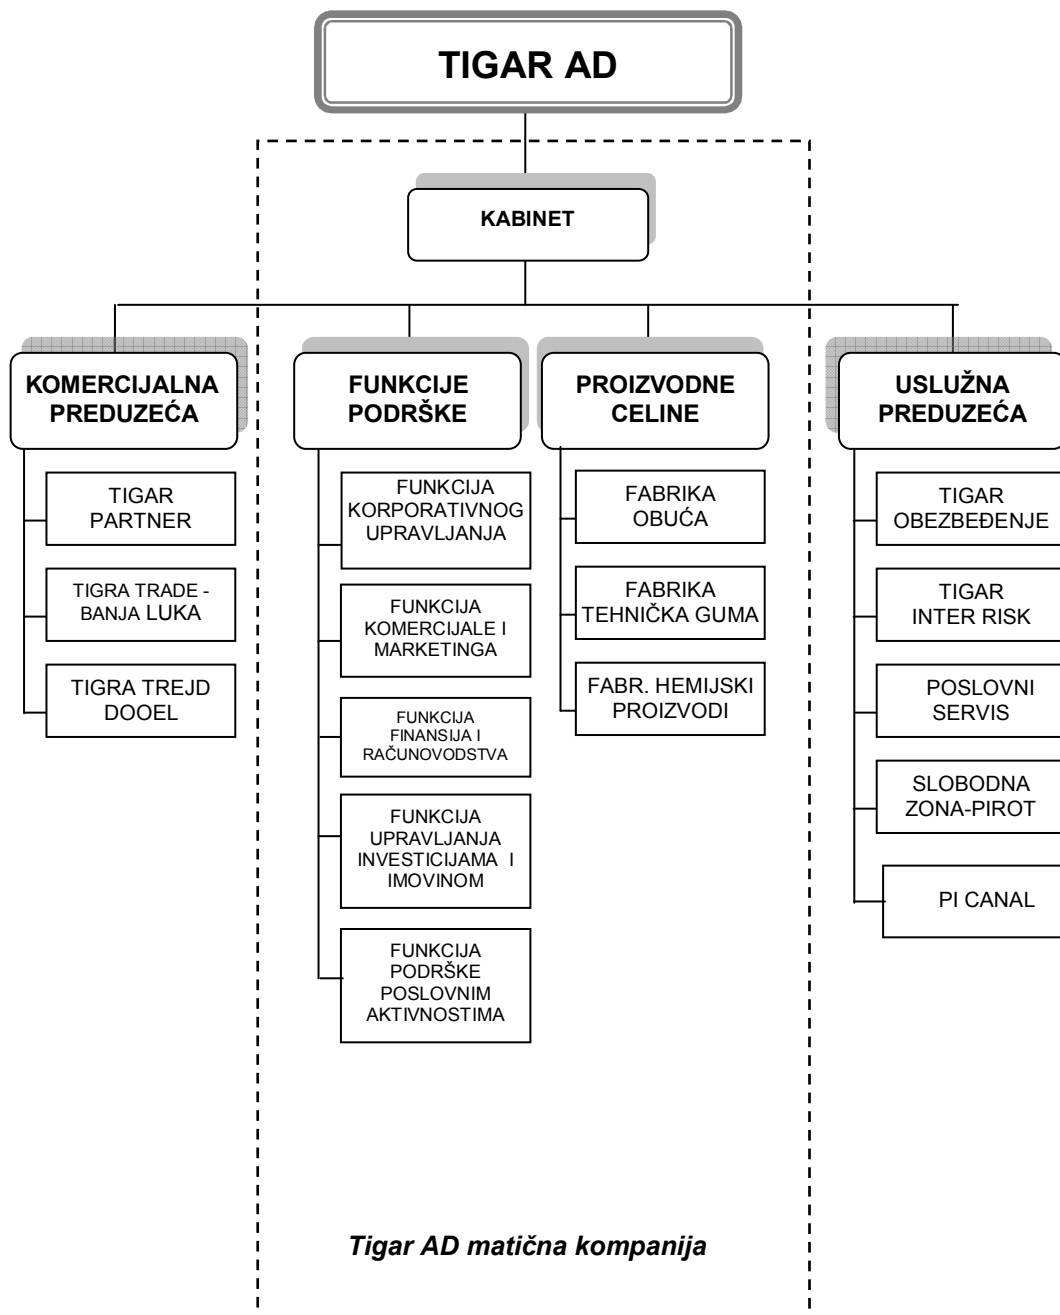 TIGAR AD
KABINET
KOMERCIJALNA
PREDUZEĆA
TIGAR
PARTNER
TIGRA TRADE -
BANJA LUKA
TIGRA TREJD
DOOEL
FUNKCIJE
PODRŠKE
FUNKCIJA
KORPORATIVNOG
UPRAVLJANJA
FUNKCIJA
KOMERCIJALE I
MARKETINGA
FUNKCIJA
FINANSIJA I
RAČUNOVODSTVA
FUNKCIJA
UPRAVLJANJA
INVESTICIJAMA I
IMOVINOM
FUNKCIJA
PODRŠKE
POSLOVNIM
AKTIVNOSTIMA
PROIZVODNE
CELINE
FABRIKA
OBUĆA
FABRIKA
TEHNIČKA GUMA
FABR. HEMIJSKI
PROIZVODI
USLUŽNA
PREDUZEĆA
TIGAR
OBEZBEĐENJE
TIGAR
INTER RISK
POSLOVNI
SERVIS
SLOBODNA
ZONA-PIROT
PI CANAL
Tigar AD matična kompanija